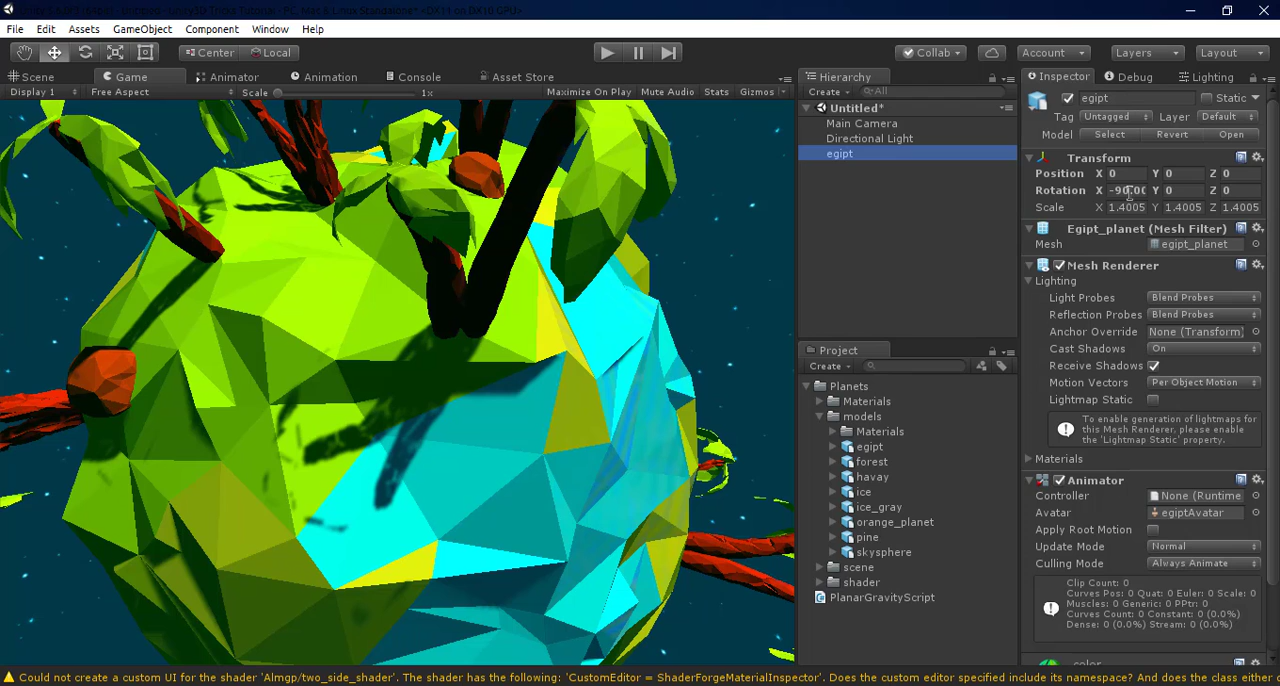 File Edit Assets GameObject Component Window Help
Center Local Collab Account Layers Layout
Scene Game Animator Animation Console Asset Store
Display 1 Free Aspect Scale 1x Maximize On Play Mute Audio Stats Gizmos
Hierarchy
Create All
Untitled*
Main Camera
Directional Light
egipt
Project
Create
Planets
Materials
models
Materials
egipt
forest
havay
ice
ice_gray
orange_planet
pine
skysphere
scene
shader
PlanarGravityScript
Inspector Debug Lighting
egipt Static
Tag Untagged Layer Default
Model Select Revert Open
Transform
Position X 0 Y 0 Z 0
Rotation X -90.00 Y 0 Z 0
Scale X 1.4005 Y 1.4005 Z 1.4005
Egipt_planet (Mesh Filter)
Mesh egipt_planet
Mesh Renderer
Lighting
Light Probes Blend Probes
Reflection Probes Blend Probes
Anchor Override None (Transform)
Cast Shadows On
Receive Shadows
Motion Vectors Per Object Motion
Lightmap Static
To enable generation of lightmaps for
this Mesh Renderer, please enable
the 'Lightmap Static' property.
Materials
Animator
Controller None (Runtime
Avatar egiptAvatar
Apply Root Motion
Update Mode Normal
Culling Mode Always Animate
Clip Count: 0
Curves Pos: 0 Quat: 0 Euler: 0 Scale: 0
Muscles: 0 Generic: 0 PPtr: 0
Curves Count: 0 Constant: 0 (0.0%)
Dense: 0 (0.0%) Stream: 0 (0.0%)
Could not create a custom UI for the shader 'Almgp/two_side_shader'. The shader has the following: 'CustomEditor = ShaderForgeMaterialInspector'. Does the custom editor specified include its namespace? And does the class either